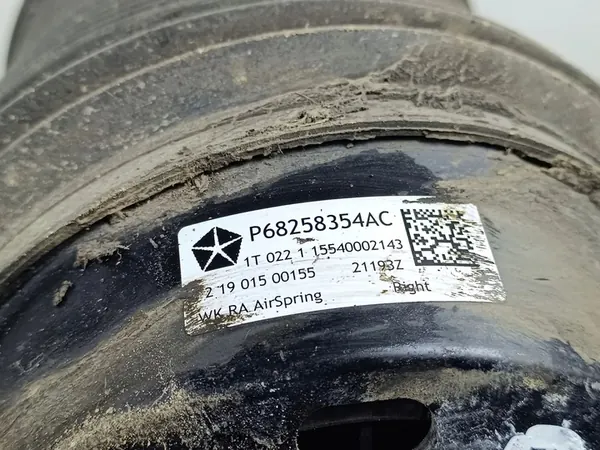 P68258354AC
1T 022 1 15540002143
2 19 015 00155 21193Z
WK RA AirSpring Right